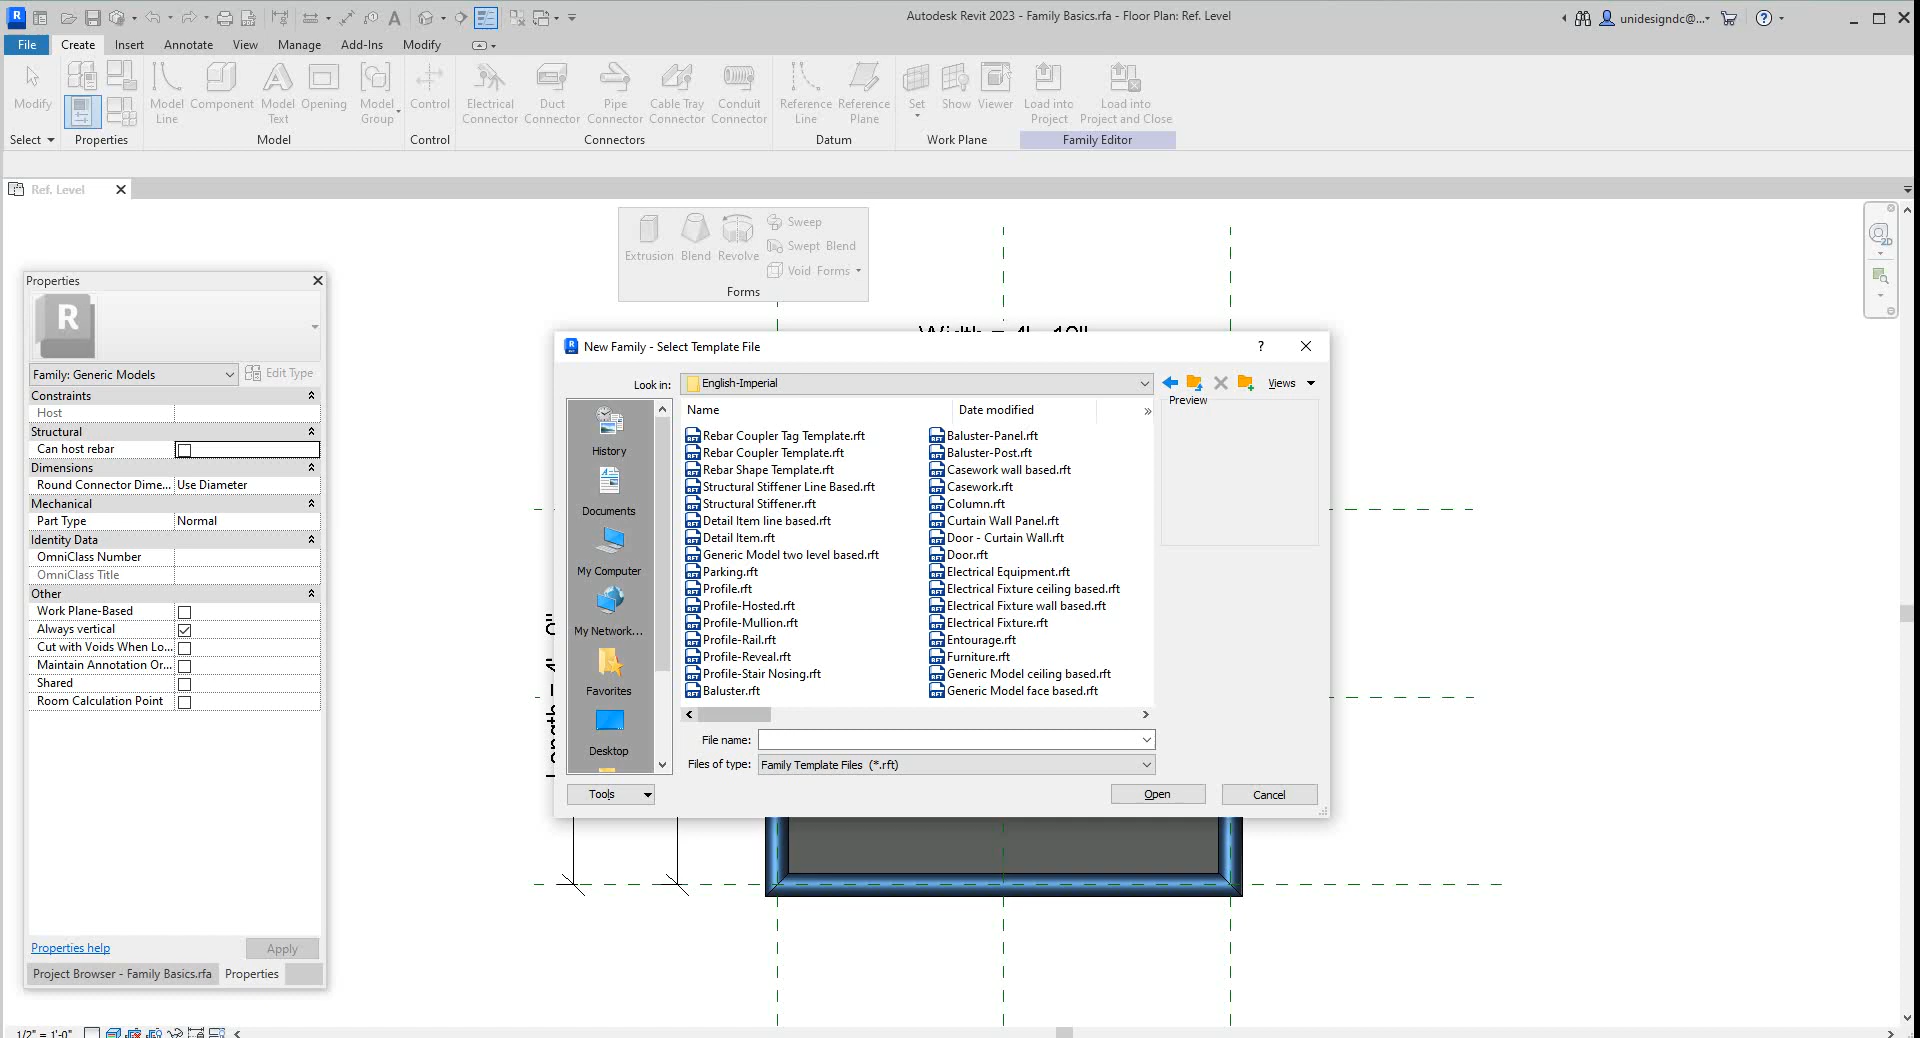 Autodesk Revit 2023 - Family Basics.rfa - Floor Plan: Ref. Level
unidesigndc@...
File Create Insert Annotate View Manage Add-Ins Modify
Modify
Model Line
Component
Model Text
Opening
Model Group
Control
Electrical Connector
Duct Connector
Pipe Connector
Cable Tray Connector
Conduit Connector
Reference Line
Reference Plane
Set
Show
Viewer
Load into Project
Load into Project and Close
Select Properties Model Control Connectors Datum Work Plane Family Editor
Ref. Level
Extrusion Blend Revolve
Sweep
Swept Blend
Void Forms
Forms
2D
Properties
R
Family: Generic Models Edit Type
Constraints
Host
Structural
Can host rebar
Dimensions
Round Connector Dime... Use Diameter
Mechanical
Part Type Normal
Identity Data
OmniClass Number
OmniClass Title
Other
Work Plane-Based
Always vertical
Cut with Voids When Lo...
Maintain Annotation Or...
Shared
Room Calculation Point
Properties help Apply
Project Browser - Family Basics.rfa Properties
New Family - Select Template File
Look in: English-Imperial Views
Preview
History
Documents
My Computer
My Network...
Favorites
Desktop
Name Date modified
Rebar Coupler Tag Template.rft
Rebar Coupler Template.rft
Rebar Shape Template.rft
Structural Stiffener Line Based.rft
Structural Stiffener.rft
Detail Item line based.rft
Detail Item.rft
Generic Model two level based.rft
Parking.rft
Profile.rft
Profile-Hosted.rft
Profile-Mullion.rft
Profile-Rail.rft
Profile-Reveal.rft
Profile-Stair Nosing.rft
Baluster.rft
Baluster-Panel.rft
Baluster-Post.rft
Casework wall based.rft
Casework.rft
Column.rft
Curtain Wall Panel.rft
Door - Curtain Wall.rft
Door.rft
Electrical Equipment.rft
Electrical Fixture ceiling based.rft
Electrical Fixture wall based.rft
Electrical Fixture.rft
Entourage.rft
Furniture.rft
Generic Model ceiling based.rft
Generic Model face based.rft
File name:
Files of type: Family Template Files (*.rft)
Tools Open Cancel
1/2" = 1'-0"